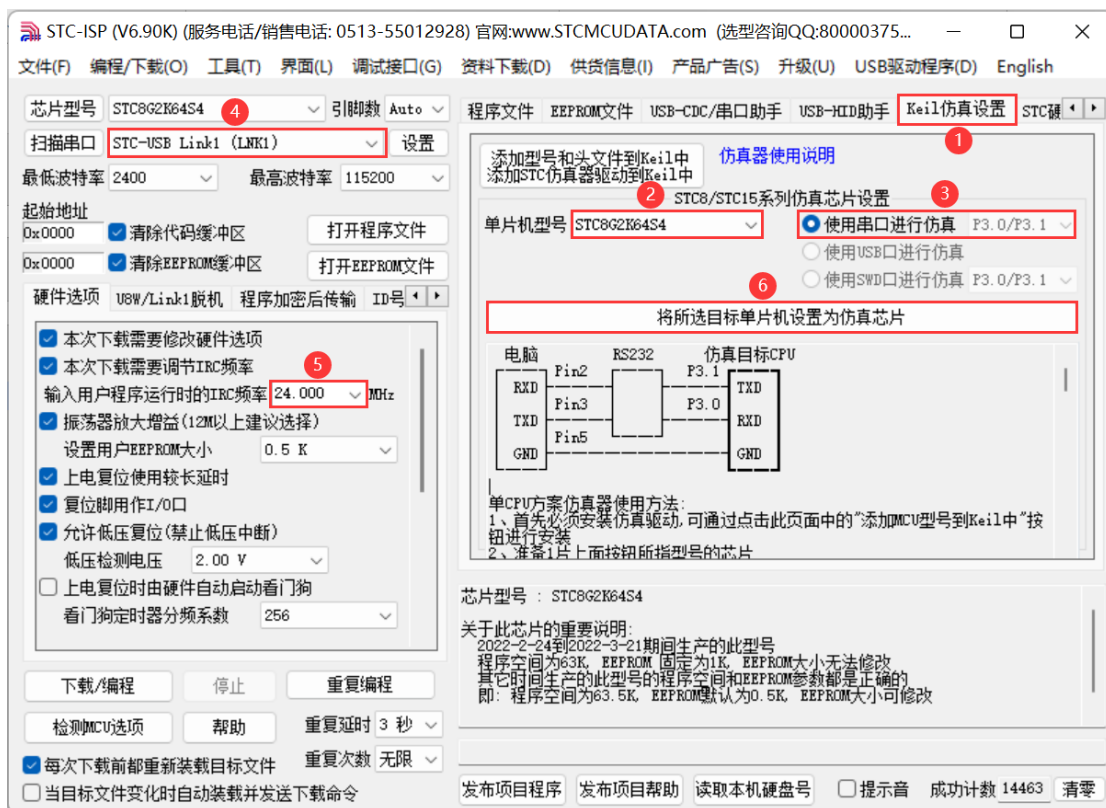 STC-ISP (V6.90K) (服务电话/销售电话: 0513-55012928) 官网:www.STCMCUDATA.com (选型咨询QQ:80000375...
文件(F) 编程/下载(O) 工具(T) 界面(L) 调试接口(G) 资料下载(D) 供货信息(I) 产品广告(S) 升级(U) USB驱动程序(D) English
芯片型号 STC8G2K64S4 引脚数 Auto
4
扫描串口 STC-USB Link1 (LNK1) 设置
最低波特率 2400 最高波特率 115200
起始地址
0x0000 清除代码缓冲区 打开程序文件
0x0000 清除EEPROM缓冲区 打开EEPROM文件
硬件选项 U8W/Link1脱机 程序加密后传输 ID号
本次下载需要修改硬件选项
本次下载需要调节IRC频率
5
输入用户程序运行时的IRC频率 24.000 MHz
振荡器放大增益(12M以上建议选择)
设置用户EEPROM大小 0.5 K
上电复位使用较长延时
复位脚用作I/O口
允许低压复位(禁止低压中断)
低压检测电压 2.00 V
上电复位时由硬件自动启动看门狗
看门狗定时器分频系数 256
下载/编程 停止 重复编程
检测MCU选项 帮助 重复延时 3 秒
每次下载前都重新装载目标文件 重复次数 无限
当目标文件变化时自动装载并发送下载命令
程序文件 EEPROM文件 USB-CDC/串口助手 USB-HID助手 Keil仿真设置 STC硬
1
添加型号和头文件到Keil中
添加STC仿真器驱动到Keil中
仿真器使用说明
2
3
STC8/STC15系列仿真芯片设置
单片机型号 STC8G2K64S4 使用串口进行仿真 P3.0/P3.1
使用USB口进行仿真
使用SWD口进行仿真 P3.0/P3.1
6
将所选目标单片机设置为仿真芯片
电脑 RS232 仿真目标CPU
Pin2 P3.1
RXD TXD
Pin3 P3.0
TXD RXD
Pin5
GND GND
单CPU方案仿真器使用方法:
1、首先必须安装仿真驱动,可通过点击此页面中的"添加MCU型号到Keil中"按
钮进行安装
2、准备1片上面按钮所指型号的芯片
芯片型号 : STC8G2K64S4
关于此芯片的重要说明:
2022-2-24到2022-3-21期间生产的此型号
程序空间为63K, EEPROM 固定为1K, EEPROM大小无法修改
其它时间生产的此型号的程序空间和EEPROM参数都是正确的
即: 程序空间为63.5K, EEPROM默认为0.5K, EEPROM大小可修改
发布项目程序 发布项目帮助 读取本机硬盘号 提示音 成功计数 14463 清零